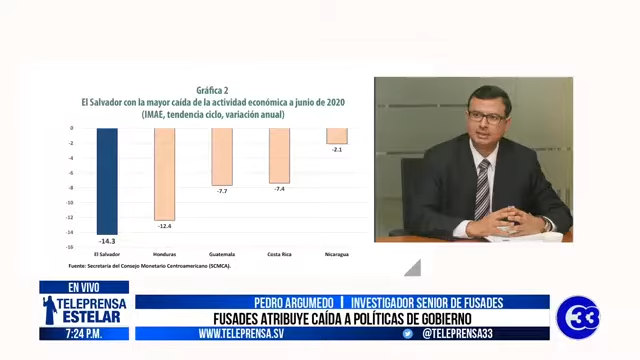 Gráfica 2
El Salvador con la mayor caída de la actividad económica a junio de 2020
(IMAE, tendencia ciclo, variación anual)
0
-2
-4
-6
-8
-10
-12
-14
-16
-14.3
-12.4
-7.7
-7.4
-2.1
El Salvador
Honduras
Guatemala
Costa Rica
Nicaragua
Fuente: Secretaría del Consejo Monetario Centroamericano (SCMCA).
EN VIVO
TELEPRENSA
ESTELAR
7:24 P.M.
PEDRO ARGUMEDO | INVESTIGADOR SENIOR DE FUSADES
FUSADES ATRIBUYE CAÍDA A POLÍTICAS DE GOBIERNO
WWW.TELEPRENSA.SV
@TELEPRENSA33
33